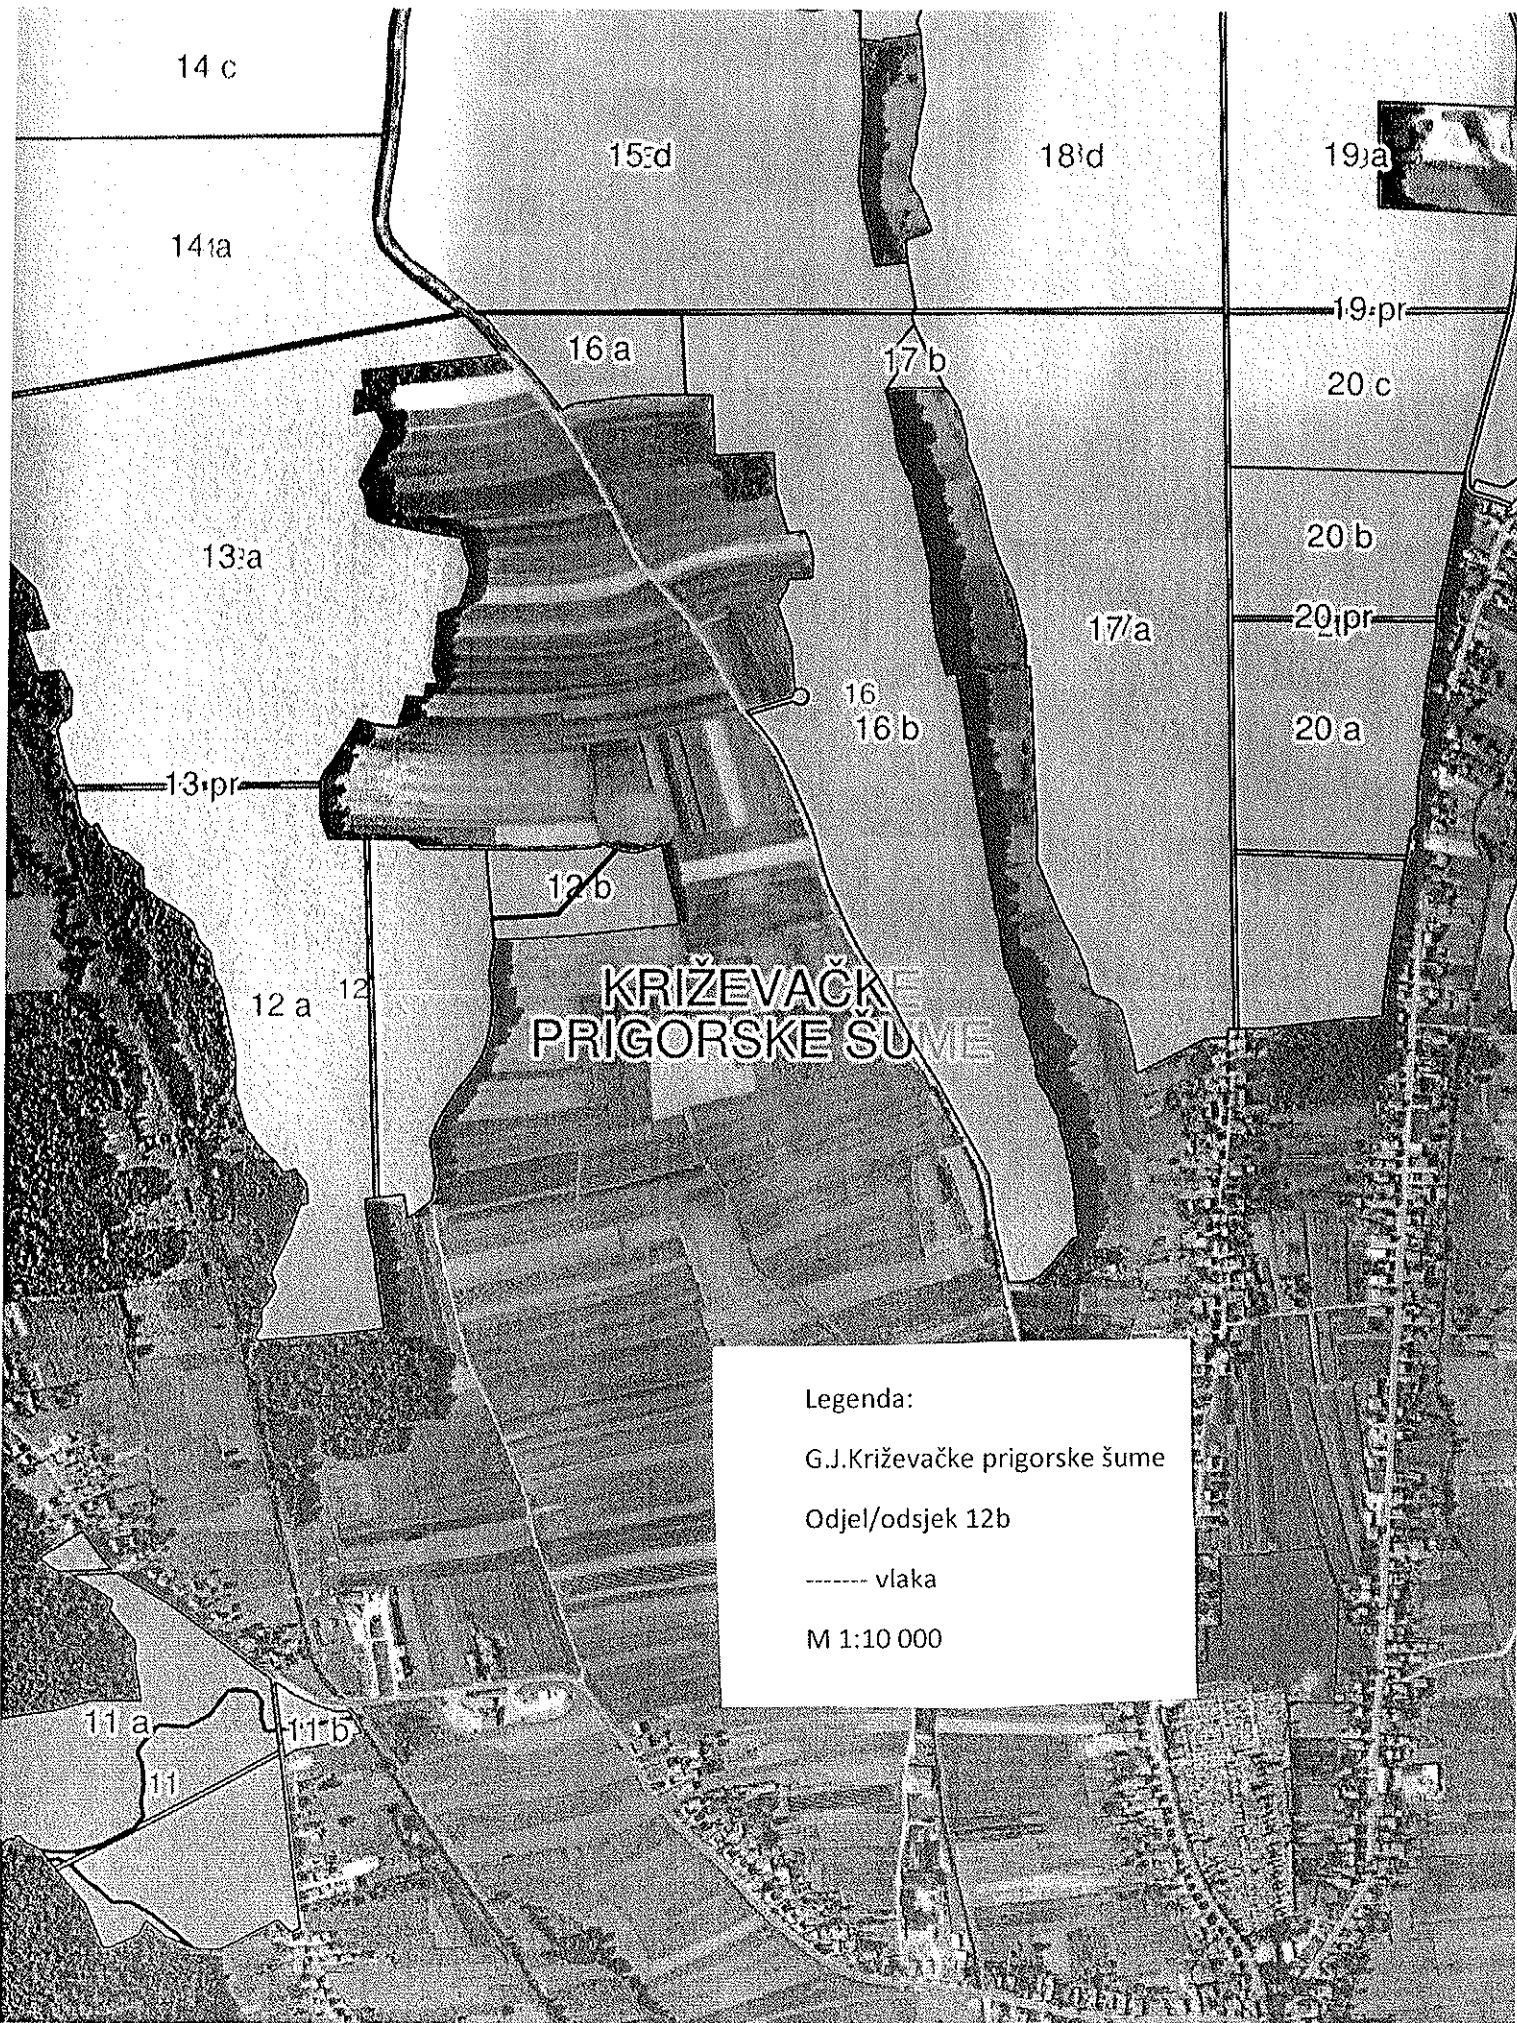 14 c
15 d
18 d
19 a
14 a
19 pr
16 a
17 b
20 c
13 a
20 b
20 pr
17 a
16
16 b
20 a
13 pr
12 b
12 a
12
KRIŽEVAČKE
PRIGORSKE ŠUME
Legenda:
G.J.Križevačke prigorske šume
Odjel/odsjek 12b
------- vlaka
M 1:10 000
11 a
11 b
11